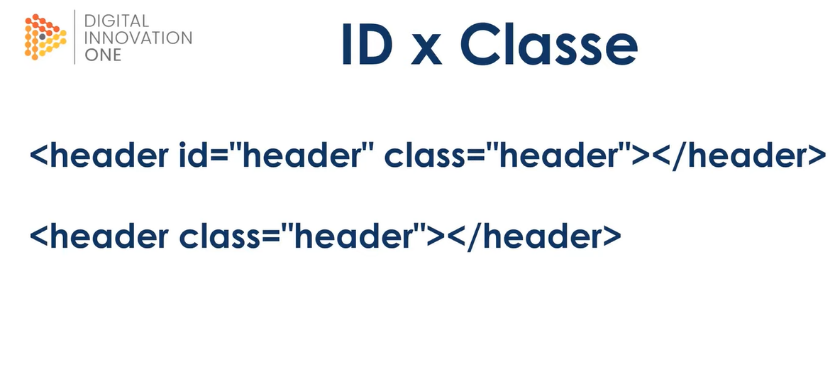 DIGITAL
INNOVATION
ONE
ID x Classe
<header id="header" class="header"></header>
<header class="header"></header>